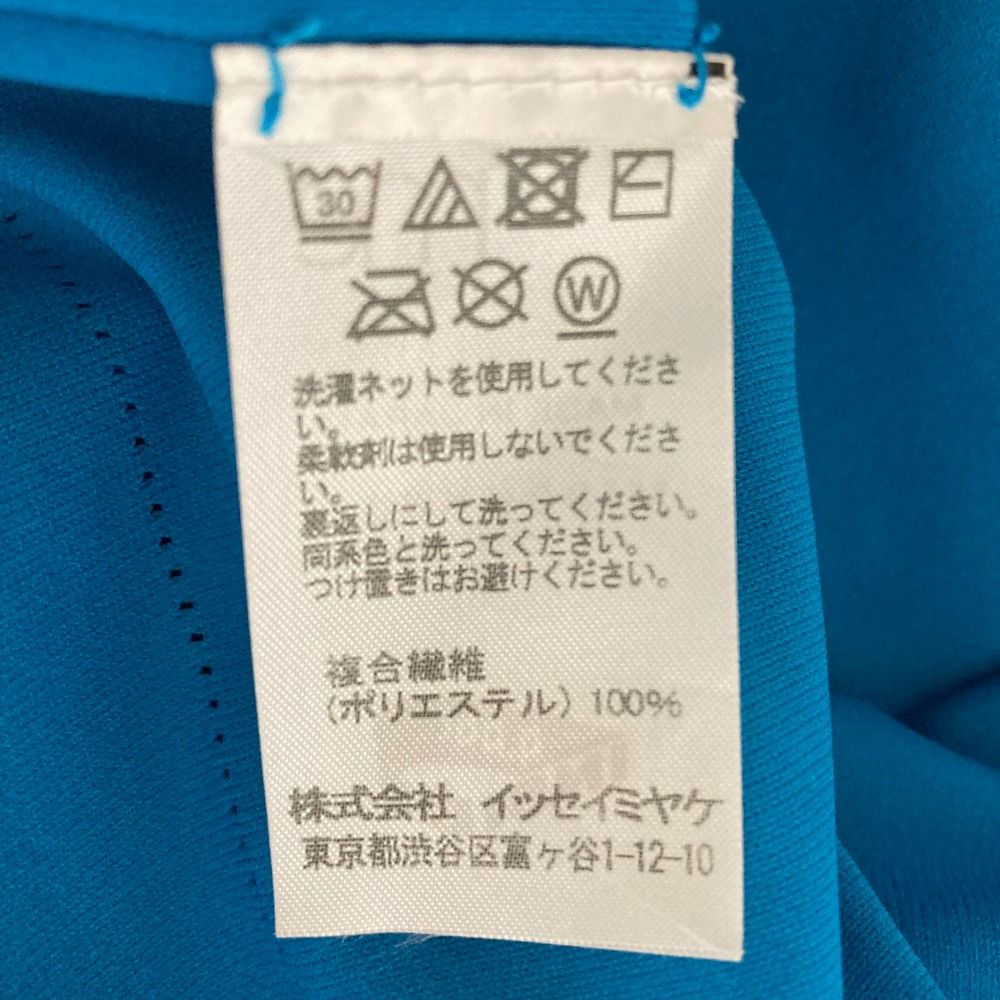 30
W
洗濯ネットを使用してくださ
い。
柔軟剤は使用しないでくださ
い。
裏返しにして洗ってください。
同系色と洗ってください。
つけ置きはお避けください。
複合繊維
(ポリエステル) 100%
株式会社 イッセイミヤケ
東京都渋谷区富ヶ谷1-12-10